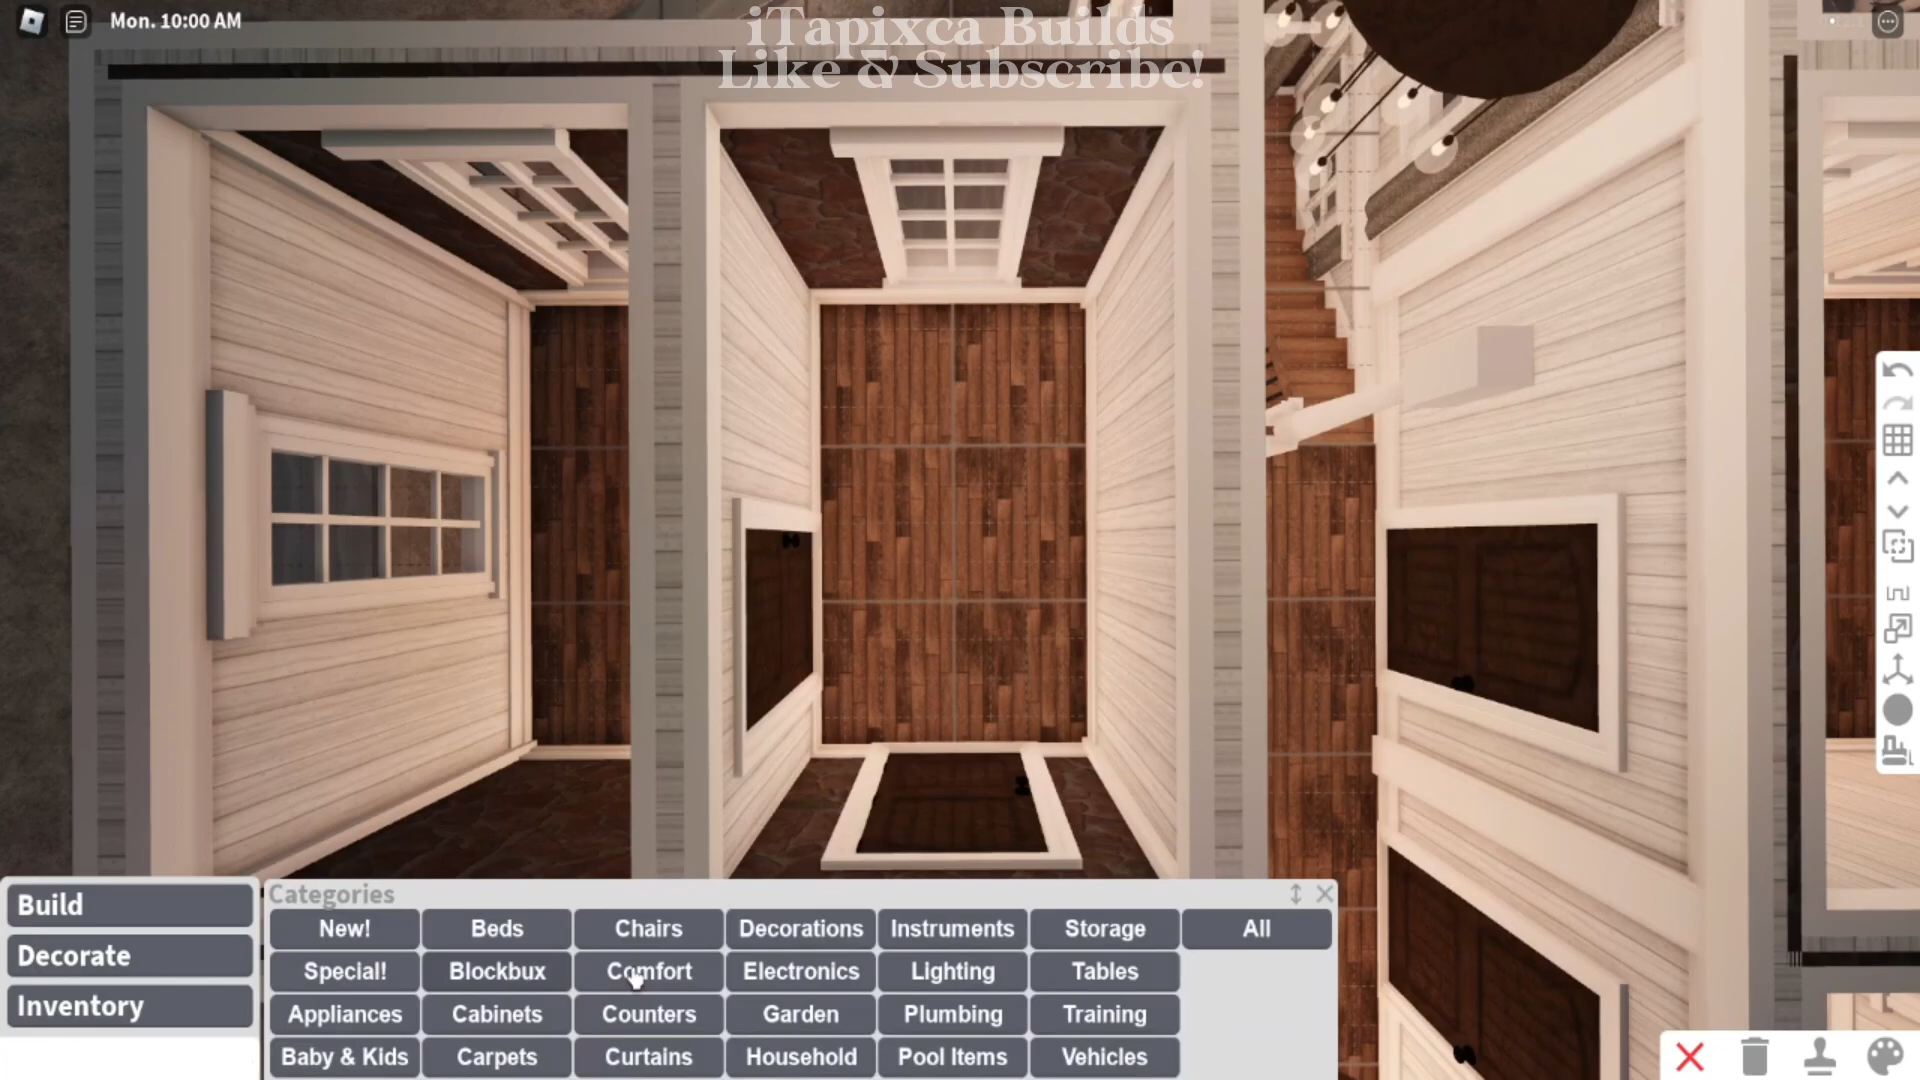 Mon. 10:00 AM
iTapixca Builds
Like & Subscribe!
Build
Decorate
Inventory
Categories
New! Beds Chairs Decorations Instruments Storage All
Special! Blockbux Comfort Electronics Lighting Tables
Appliances Cabinets Counters Garden Plumbing Training
Baby & Kids Carpets Curtains Household Pool Items Vehicles